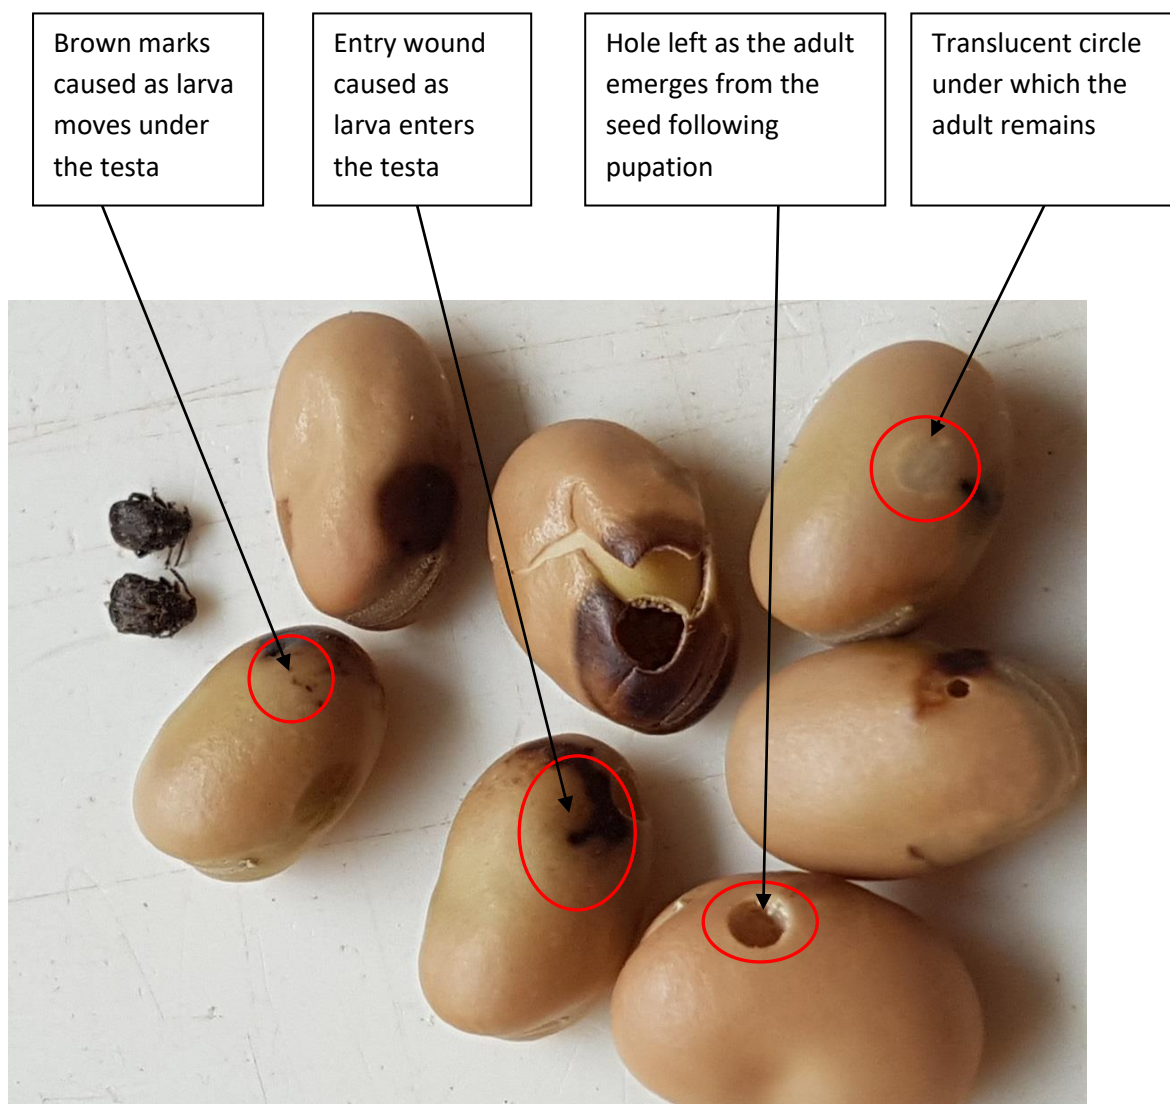 Brown marks
caused as larva
moves under
the testa
Entry wound
caused as
larva enters
the testa
Hole left as the adult
emerges from the
seed following
pupation
Translucent circle
under which the
adult remains